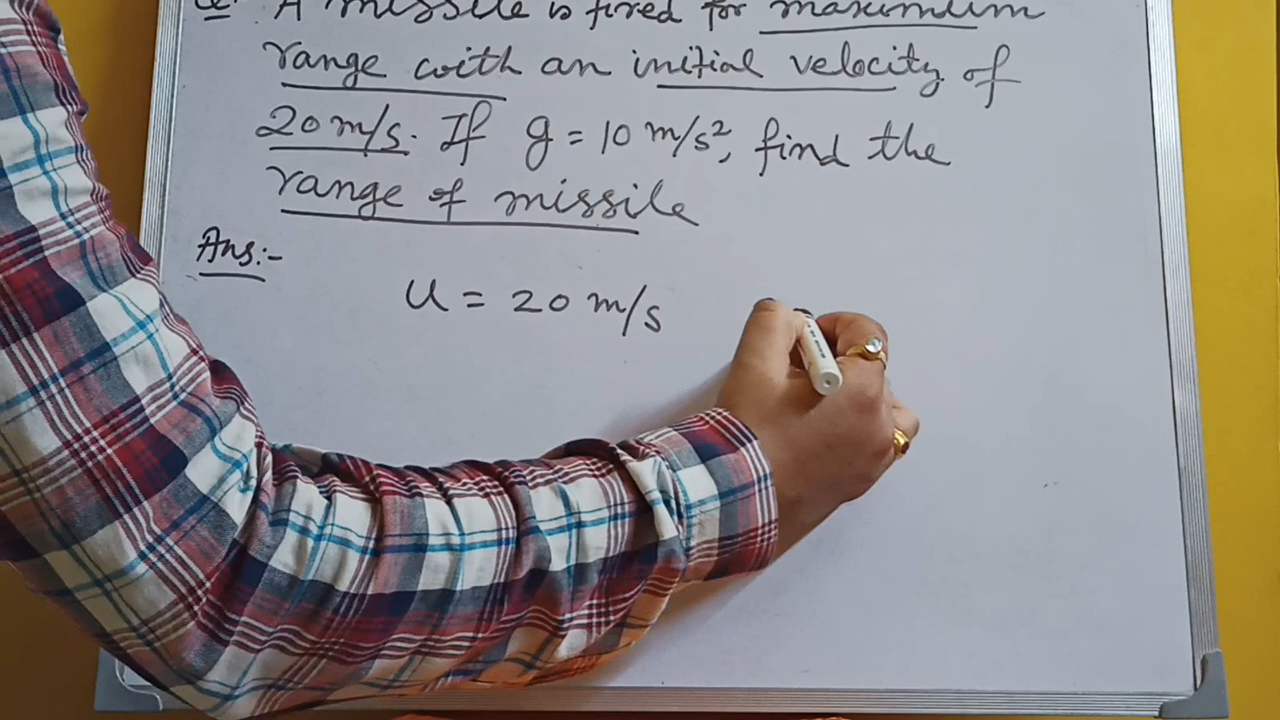 Q. A missile is fired for maximum
range with an initial velocity of
20 m/s. If g = 10 m/s², find the
range of missile
Ans:-
u = 20 m/s